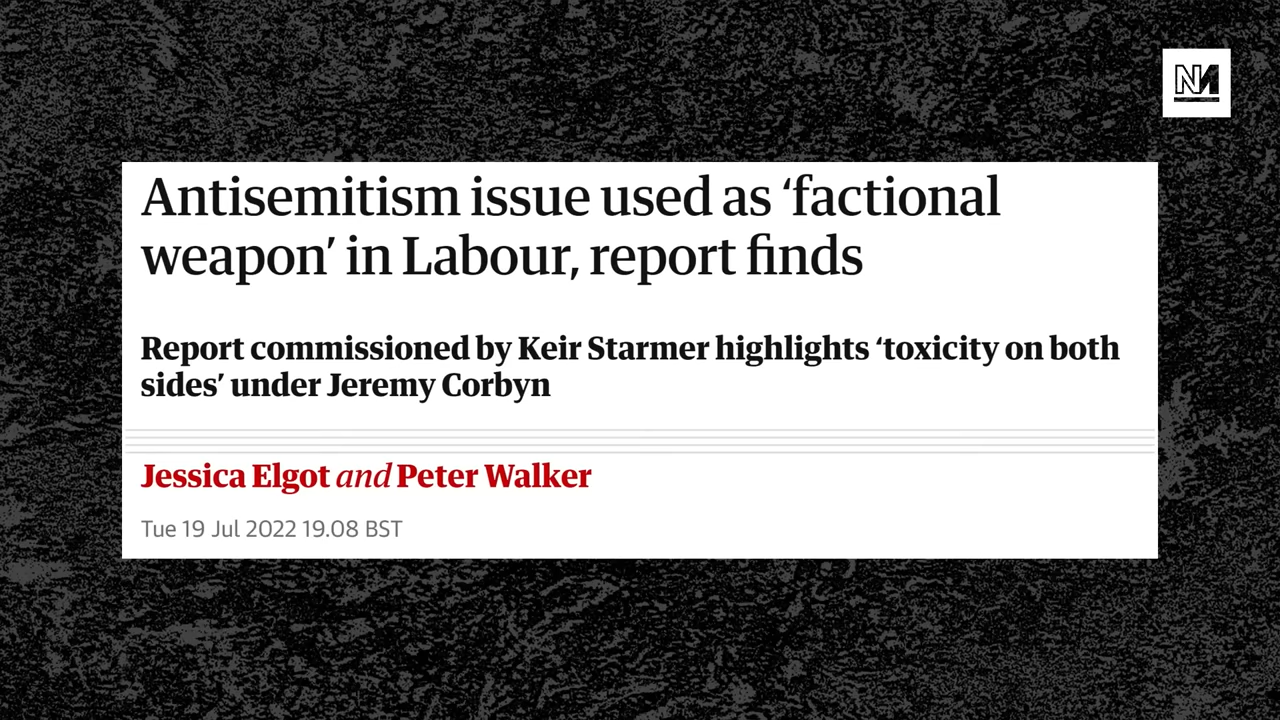 Antisemitism issue used as ‘factional
weapon’ in Labour, report finds
Report commissioned by Keir Starmer highlights ‘toxicity on both
sides’ under Jeremy Corbyn
Jessica Elgot and Peter Walker
Tue 19 Jul 2022 19.08 BST